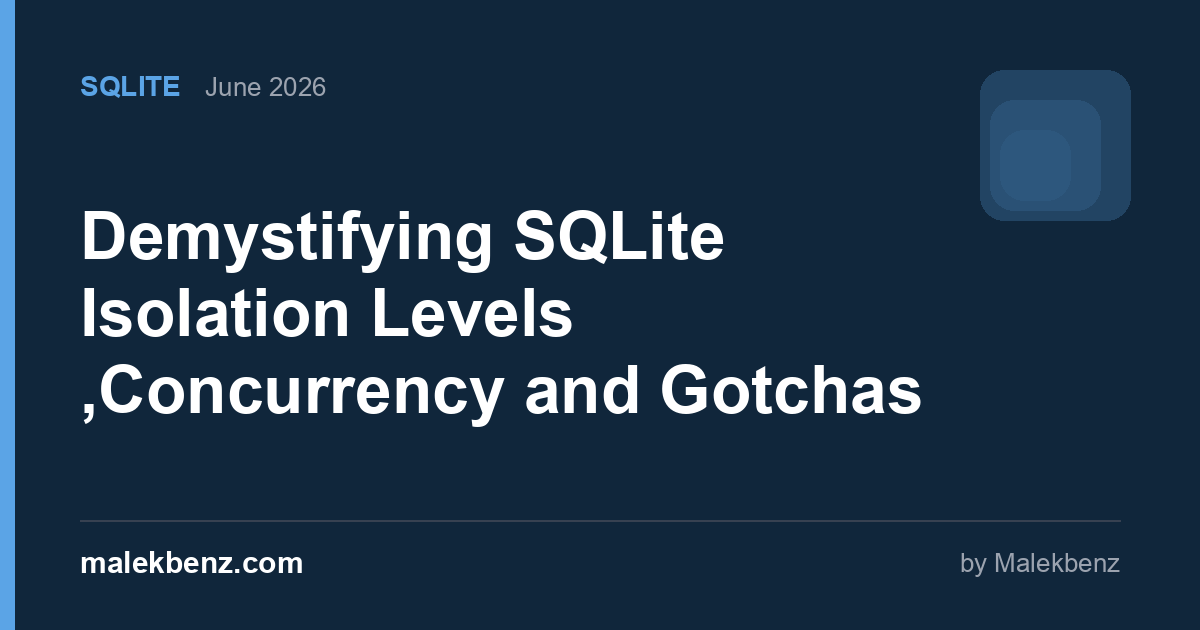 SQLITE June 2026
Demystifying SQLite
Isolation Levels
,Concurrency and Gotchas
malekbenz.com
by Malekbenz